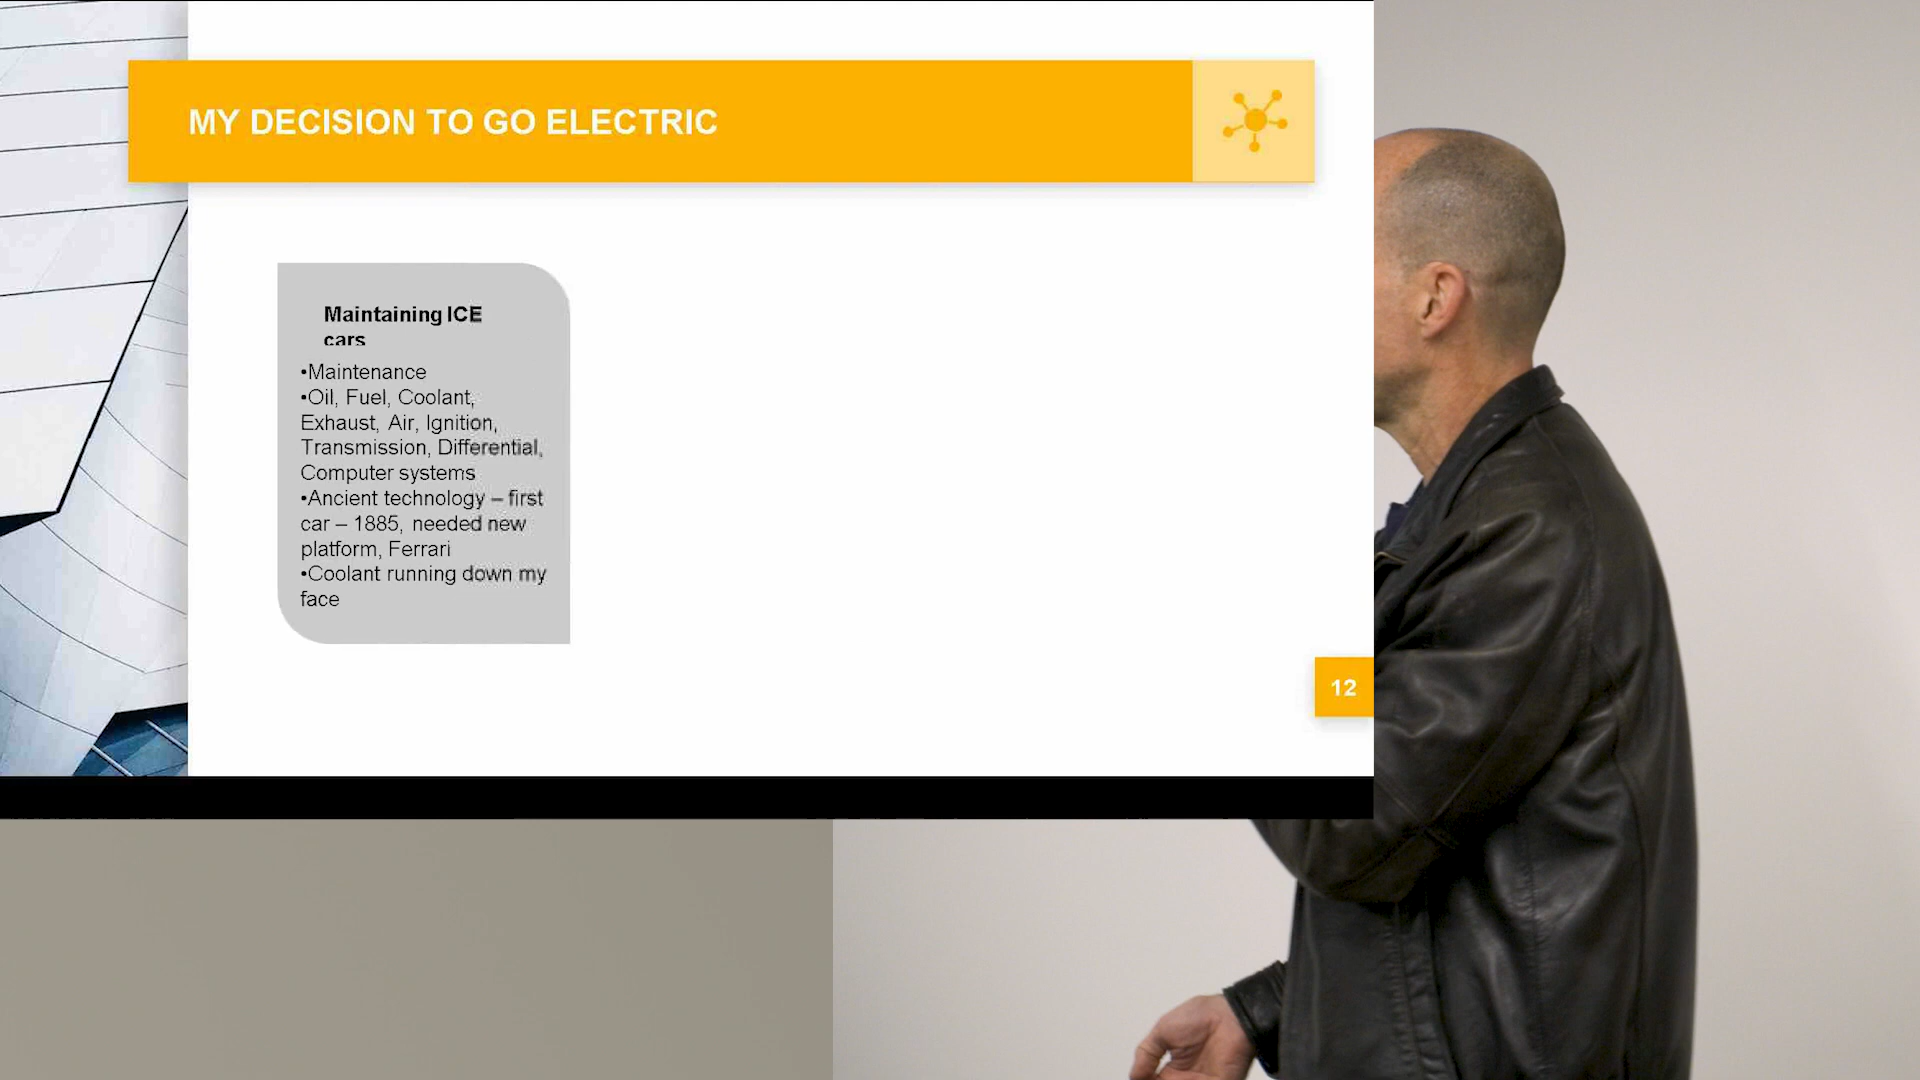 MY DECISION TO GO ELECTRIC
Maintaining ICE
cars
•Maintenance
•Oil, Fuel, Coolant,
Exhaust, Air, Ignition,
Transmission, Differential,
Computer systems
•Ancient technology – first
car – 1885, needed new
platform, Ferrari
•Coolant running down my
face
12